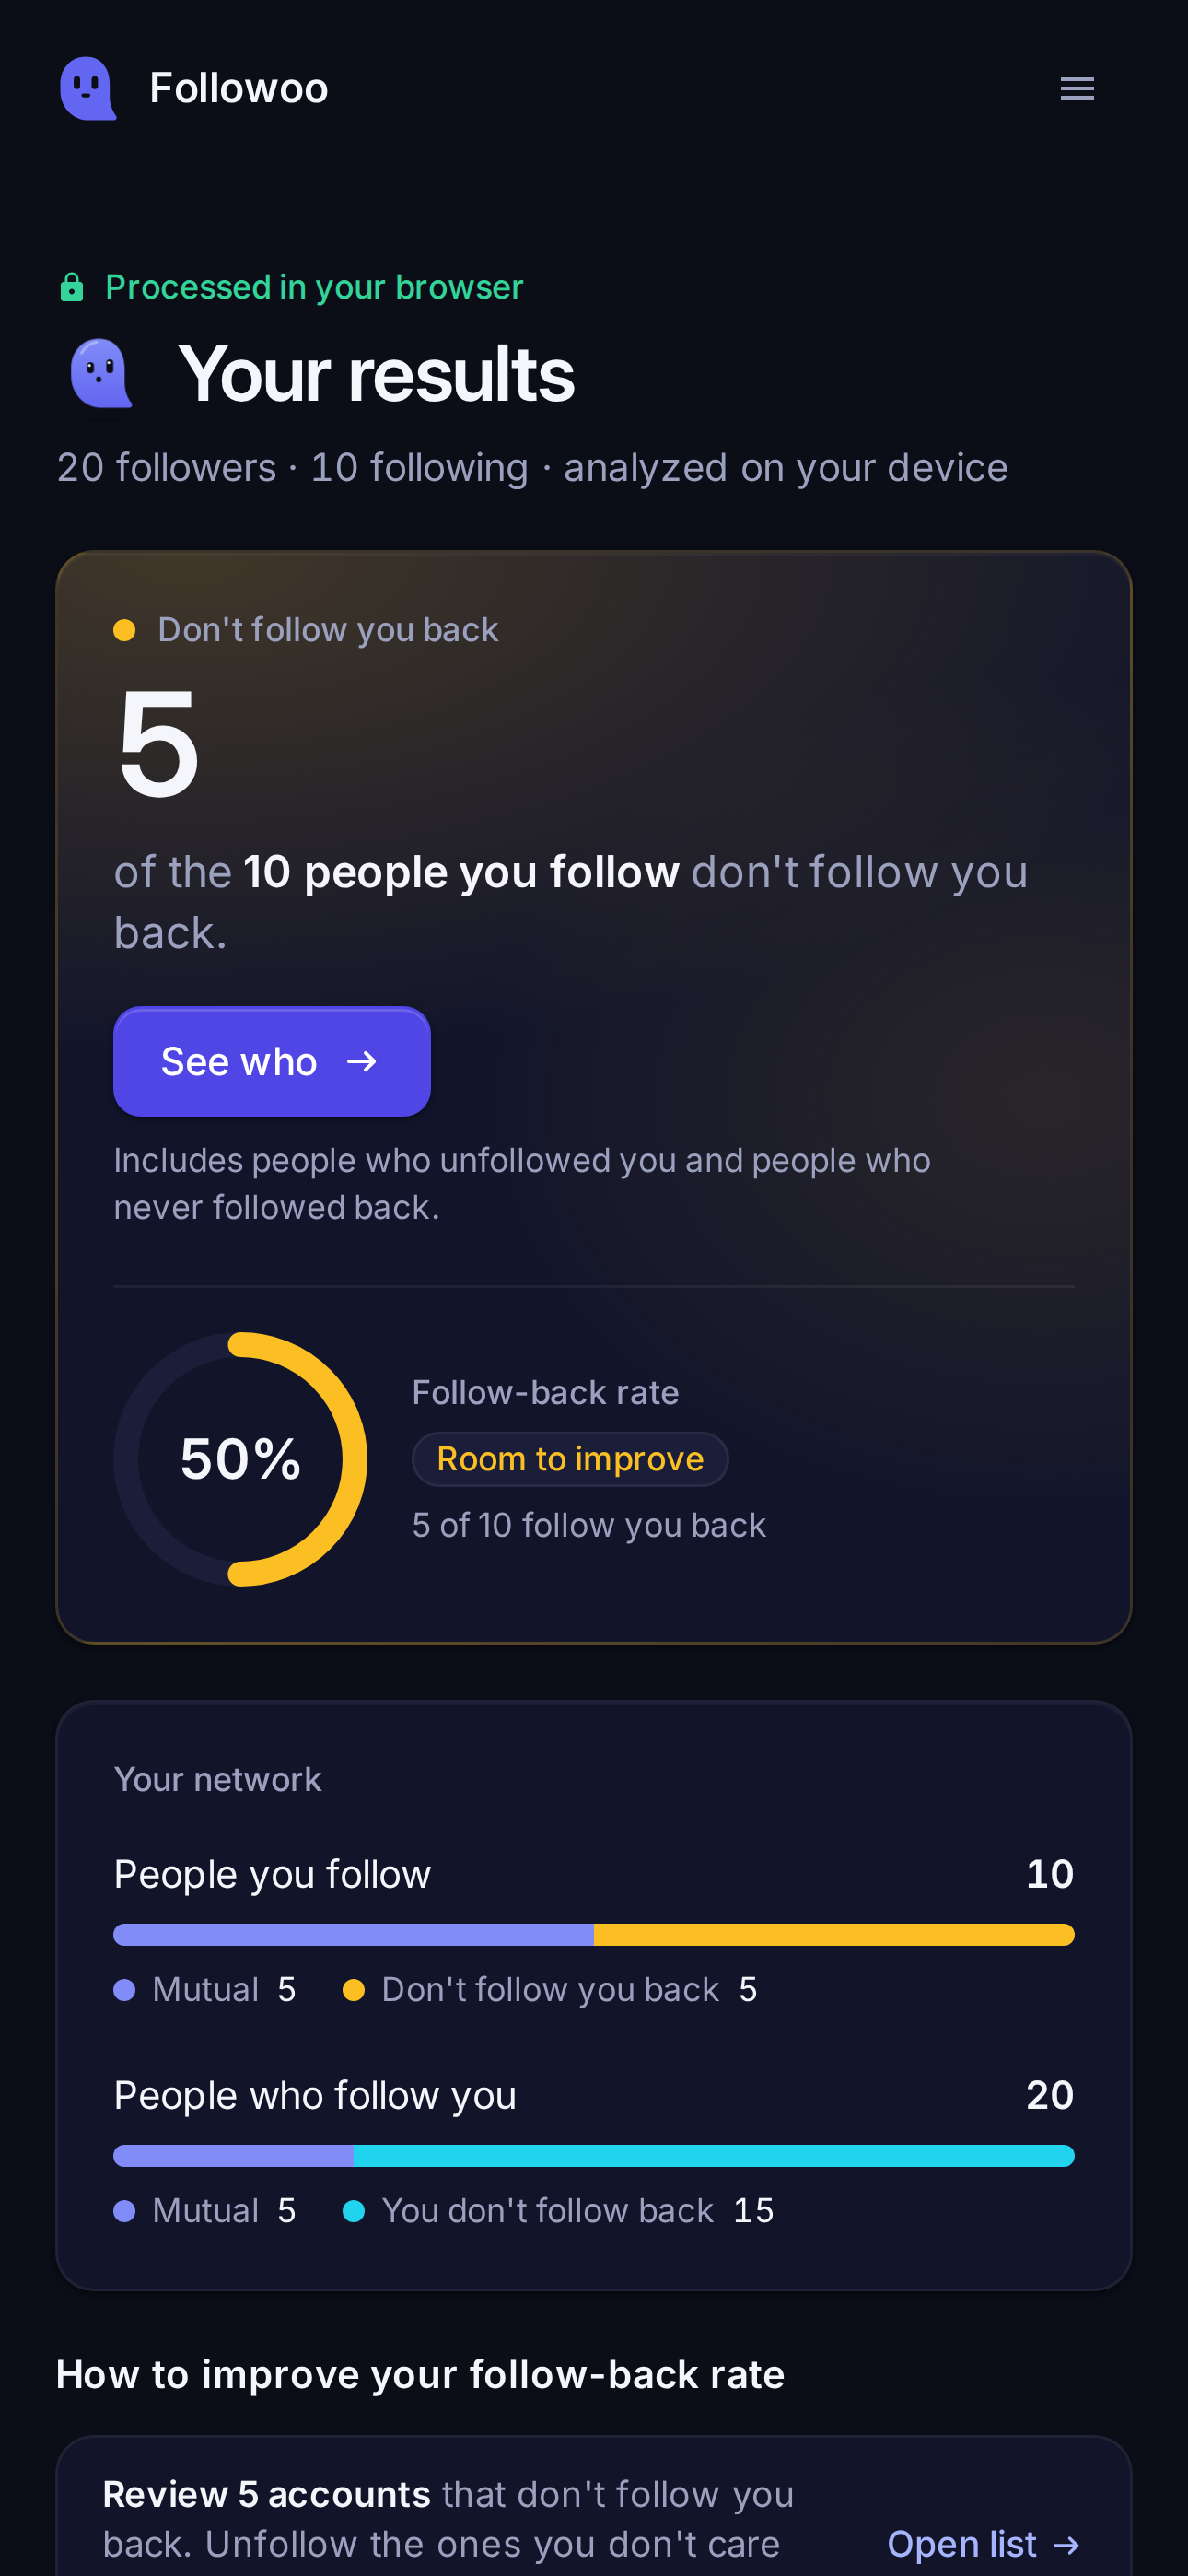 Followoo
Processed in your browser
Your results
20 followers · 10 following · analyzed on your device
Don't follow you back
5
of the 10 people you follow don't follow you
back.
See who →
Includes people who unfollowed you and people who
never followed back.
50%
Follow-back rate
Room to improve
5 of 10 follow you back
Your network
People you follow 10
Mutual 5 Don't follow you back 5
People who follow you 20
Mutual 5 You don't follow back 15
How to improve your follow-back rate
Review 5 accounts that don't follow you
back. Unfollow the ones you don't care
Open list →